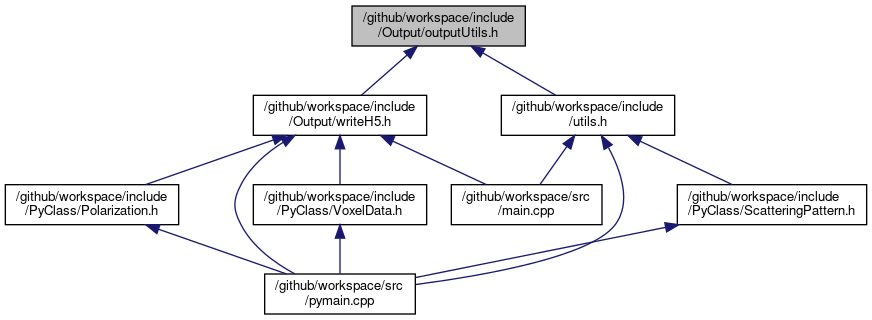 /github/workspace/include
/Output/outputUtils.h
/github/workspace/include
/Output/writeH5.h
/github/workspace/include
/utils.h
/github/workspace/include
/PyClass/Polarization.h
/github/workspace/include
/PyClass/VoxelData.h
/github/workspace/src
/main.cpp
/github/workspace/include
/PyClass/ScatteringPattern.h
/github/workspace/src
/pymain.cpp